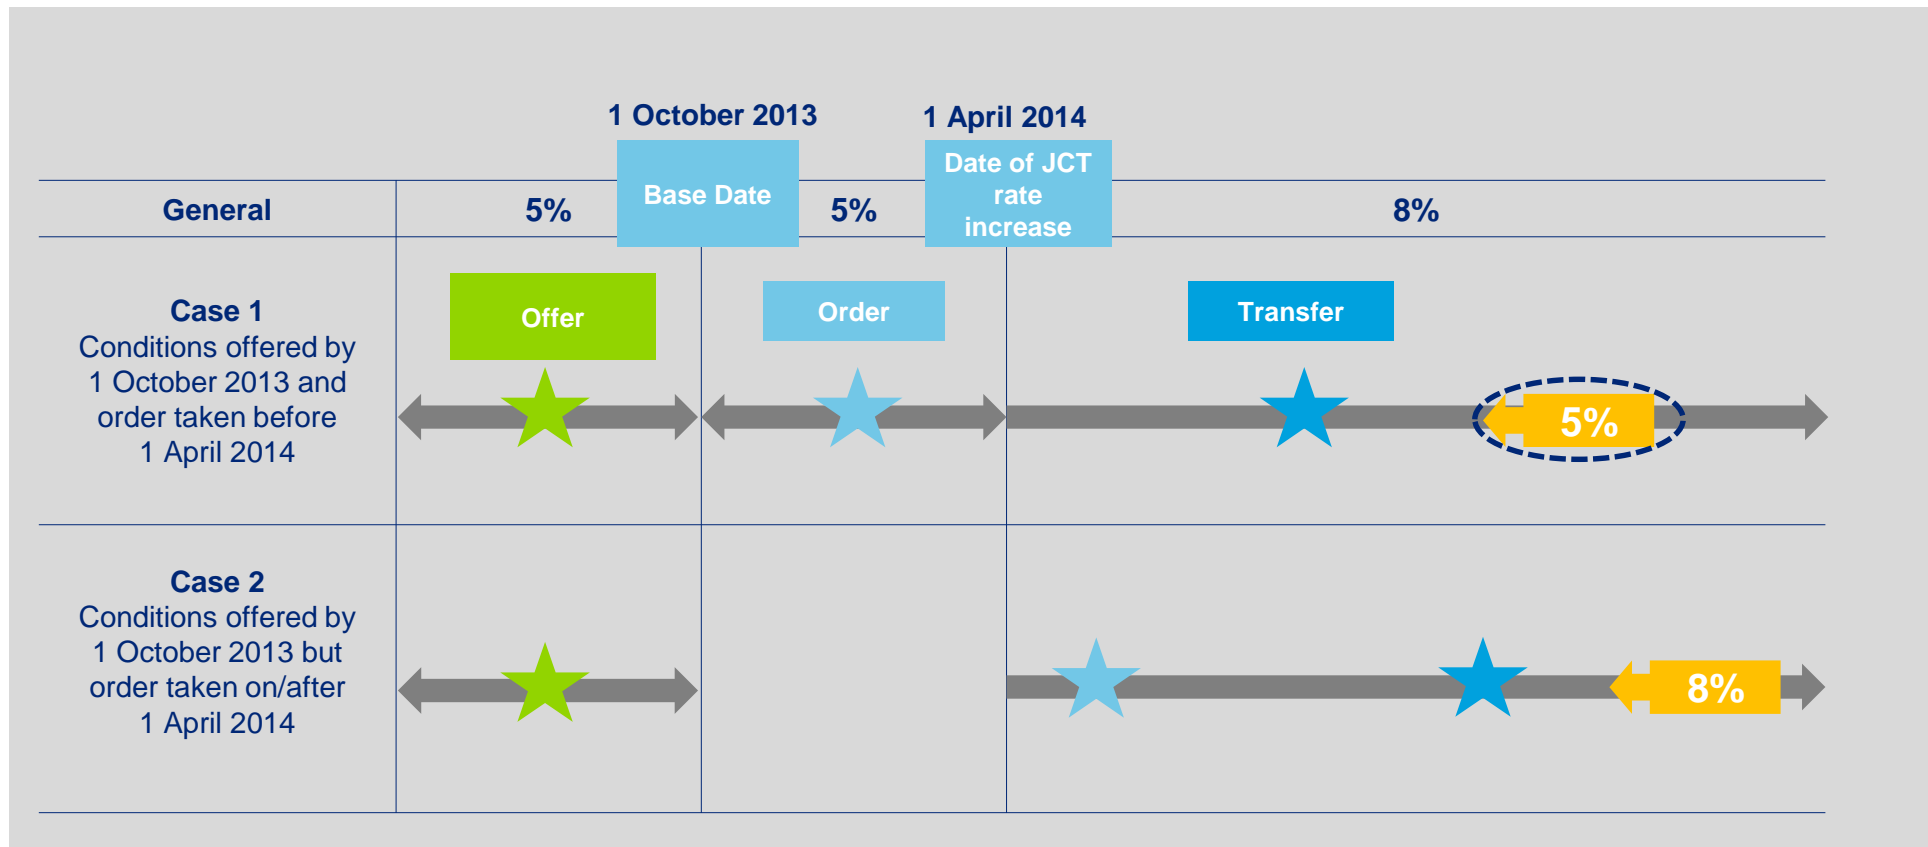 1 October 2013
1 April 2014
Base Date
Date of JCT
rate
increase
General
5%
5%
8%
Case 1
Conditions offered by
1 October 2013 and
order taken before
1 April 2014
Offer
Order
Transfer
5%
Case 2
Conditions offered by
1 October 2013 but
order taken on/after
1 April 2014
8%